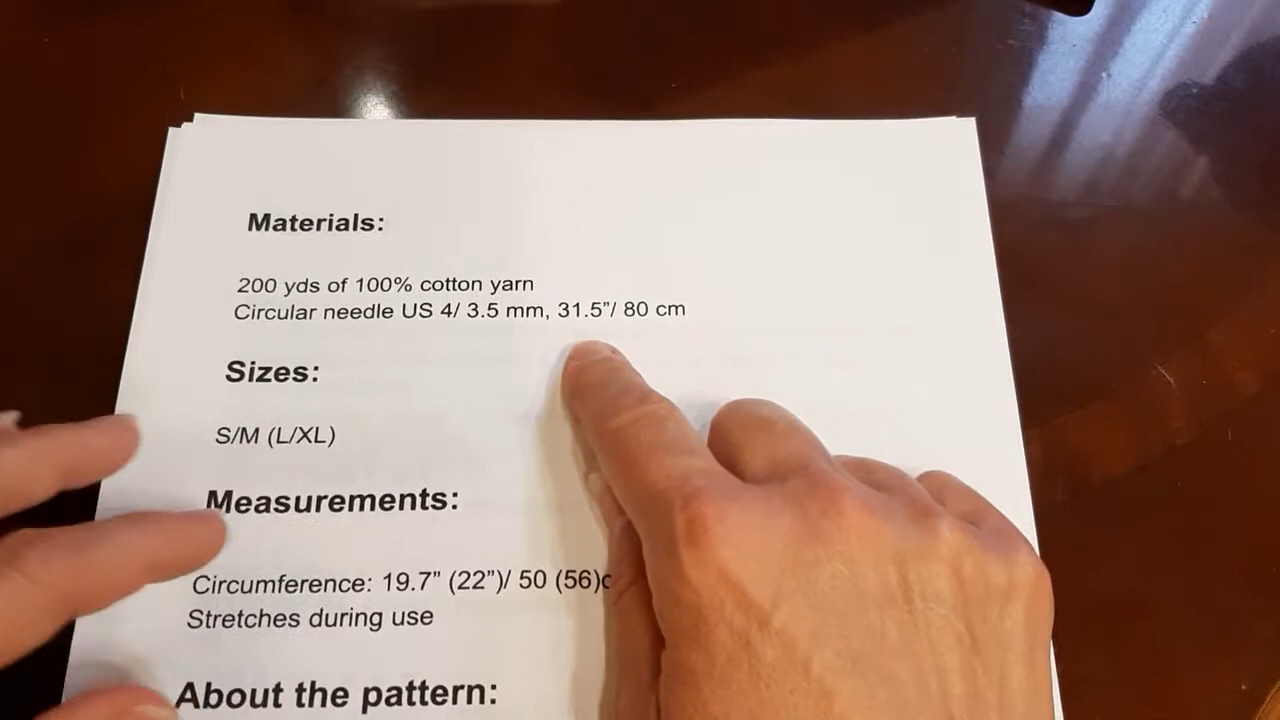 Materials:
200 yds of 100% cotton yarn
Circular needle US 4/ 3.5 mm, 31.5”/ 80 cm
Sizes:
S/M (L/XL)
Measurements:
Circumference: 19.7” (22”)/ 50 (56)c
Stretches during use
About the pattern: